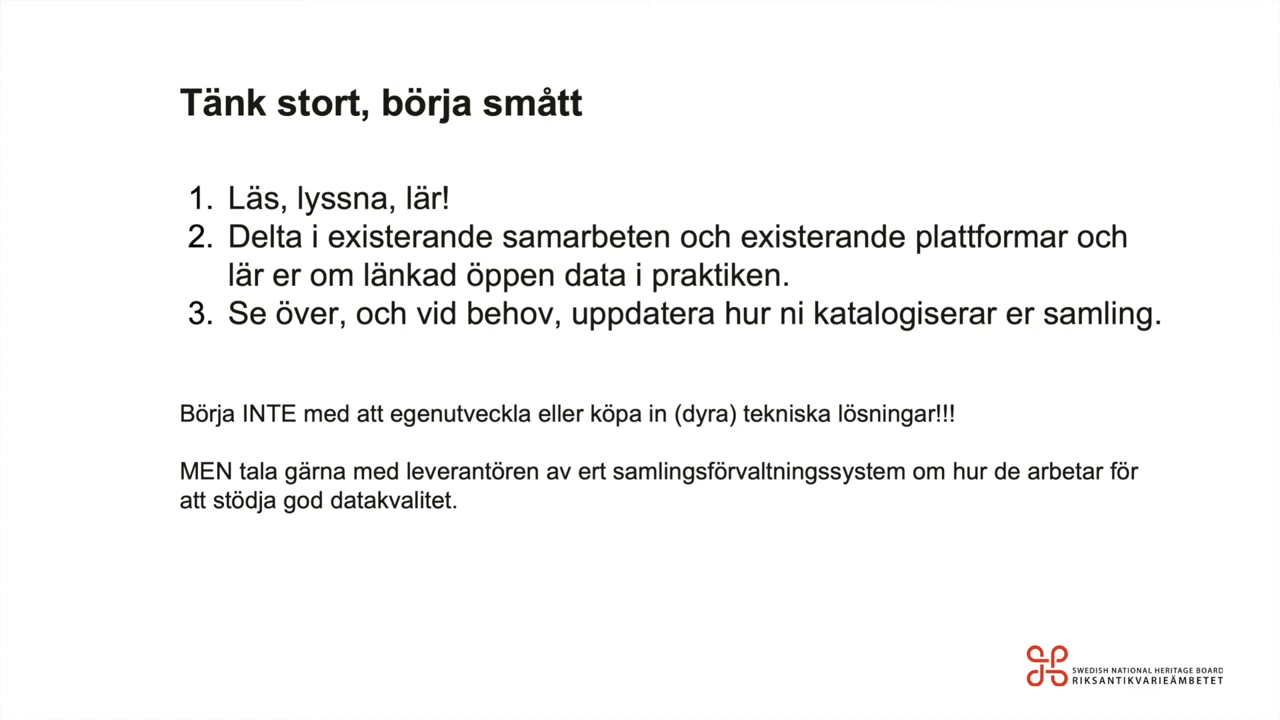 Tänk stort, börja smått
1. Läs, lyssna, lär!
2. Delta i existerande samarbeten och existerande plattformar och
lär er om länkad öppen data i praktiken.
3. Se över, och vid behov, uppdatera hur ni katalogiserar er samling.
Börja INTE med att egenutveckla eller köpa in (dyra) tekniska lösningar!!!
MEN tala gärna med leverantören av ert samlingsförvaltningssystem om hur de arbetar för
att stödja god datakvalitet.
SWEDISH NATIONAL HERITAGE BOARD
RIKSANTIKVARIEÄMBETET